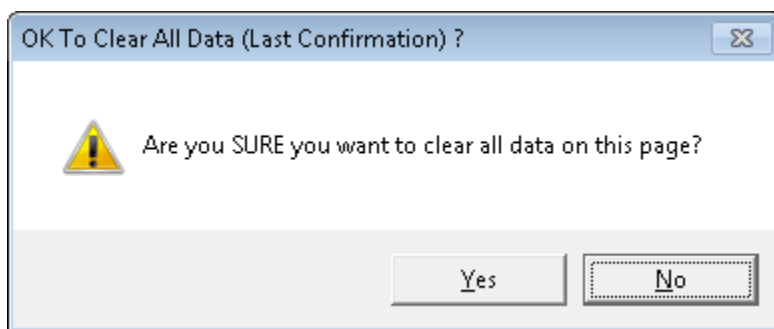 OK To Clear All Data (Last Confirmation) ?
Are you SURE you want to clear all data on this page?
Yes
No